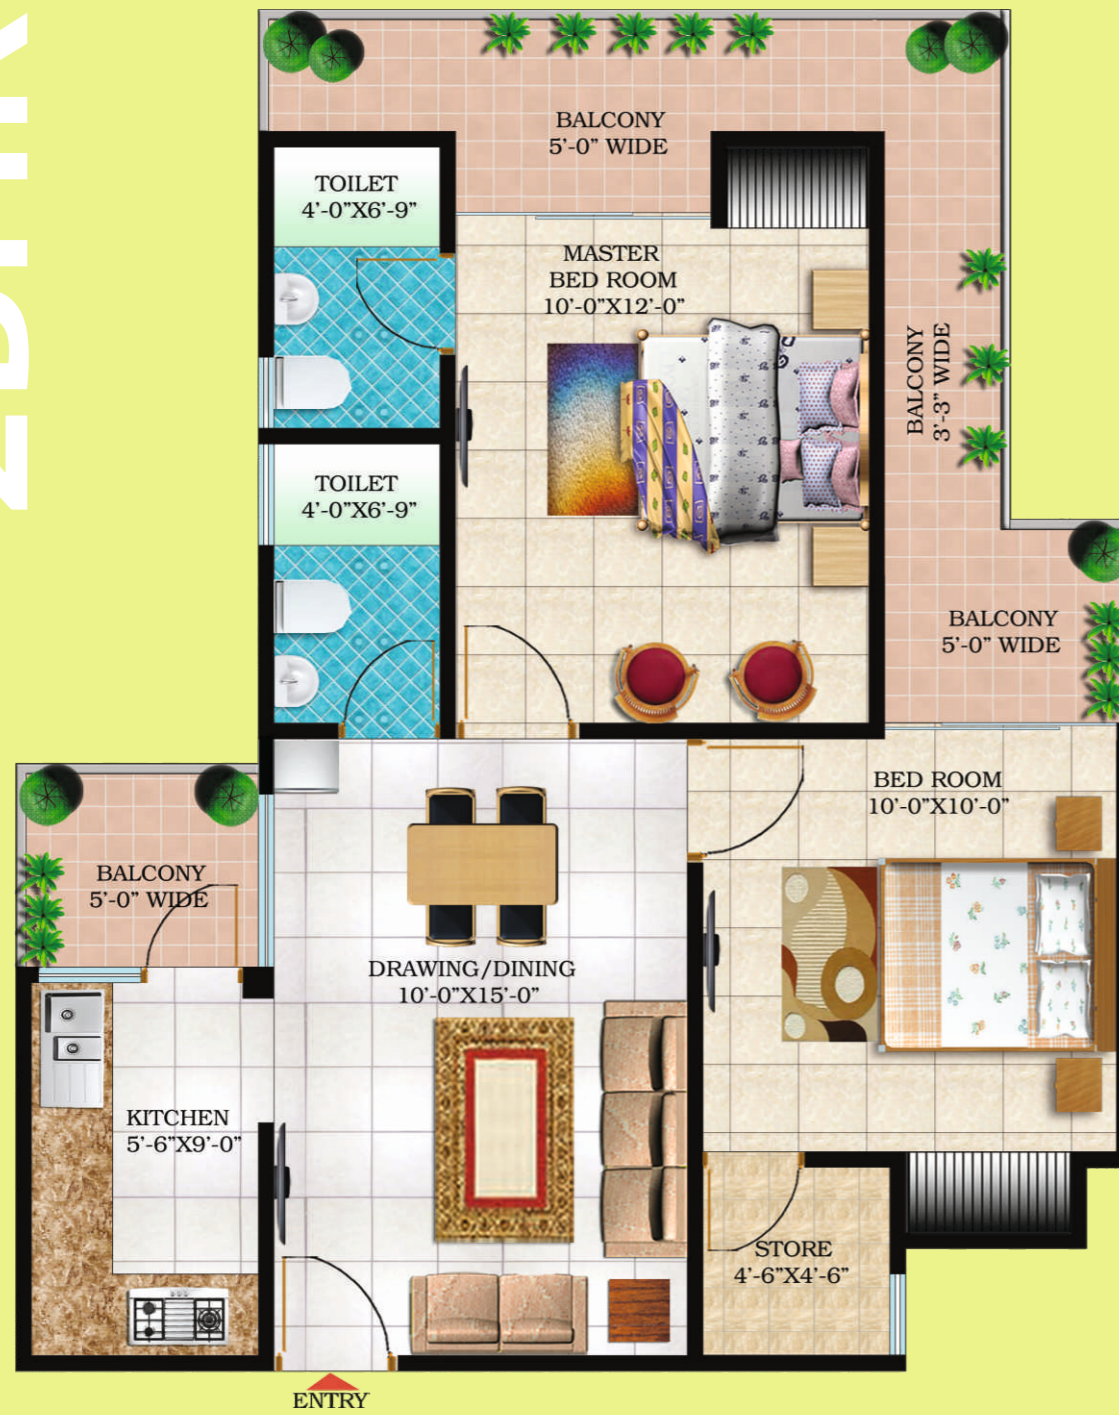 BALCONY
5'-0" WIDE
TOILET
4'-0"X6'-9"
MASTER
BED ROOM
10'-0"X12'-0"
BALCONY
3'-3" WIDE
TOILET
4'-0"X6'-9"
BALCONY
5'-0" WIDE
BED ROOM
10'-0"X10'-0"
BALCONY
5'-0" WIDE
DRAWING/DINING
10'-0"X15'-0"
KITCHEN
5'-6"X9'-0"
STORE
4'-6"X4'-6"
ENTRY